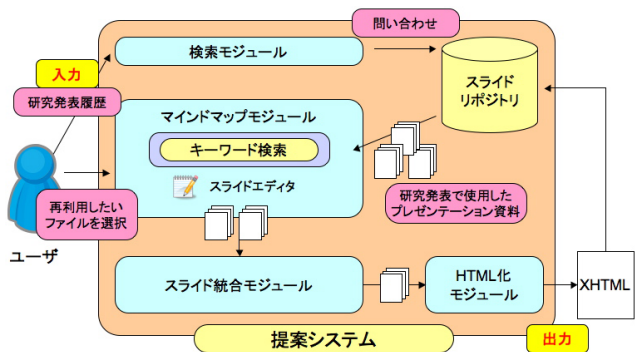 問い合わせ
検索モジュール
入力
研究発表履歴
スライド
リポジトリ
マインドマップモジュール
キーワード検索
スライドエディタ
再利用したい
ファイルを選択
ユーザ
研究発表で使用した
プレゼンテーション資料
スライド統合モジュール
HTML化
モジュール
XHTML
提案システム
出力